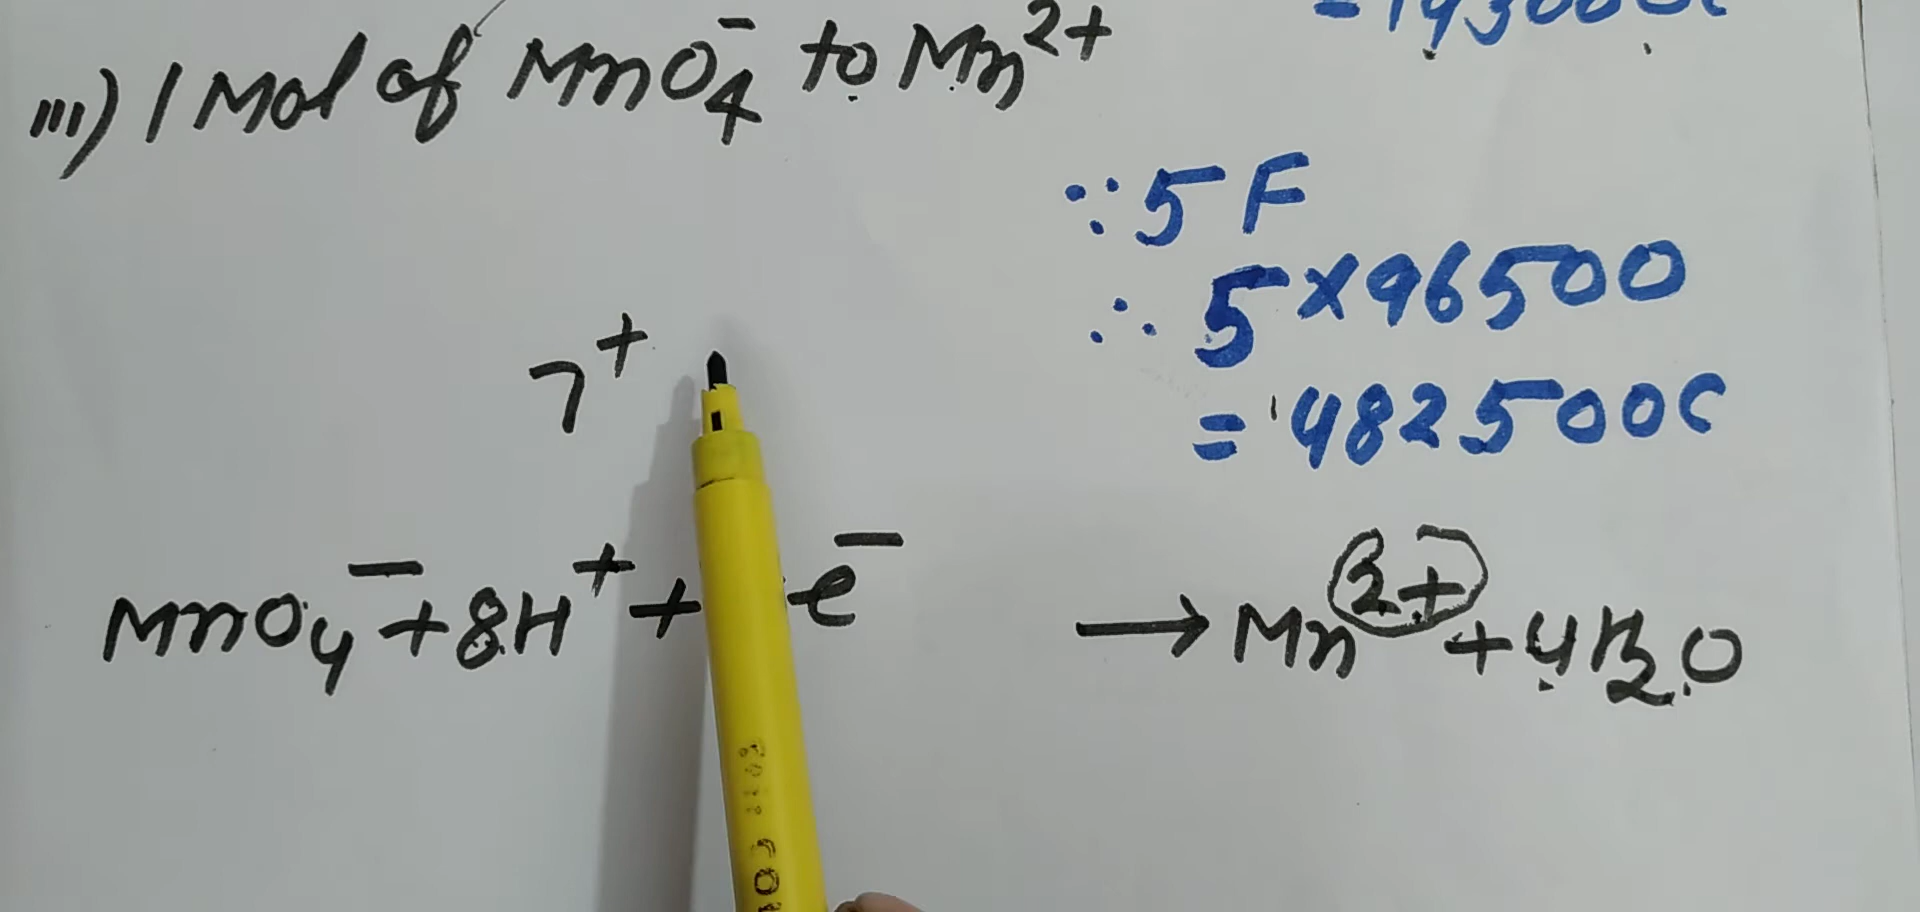 III) 1 Mol of MnO₄⁻ to Mn²⁺
∵ 5 F
∴ 5×96500
= 482500C
7⁺
MnO₄⁻+8H⁺+ e⁻ → Mn²⁺+4H₂O